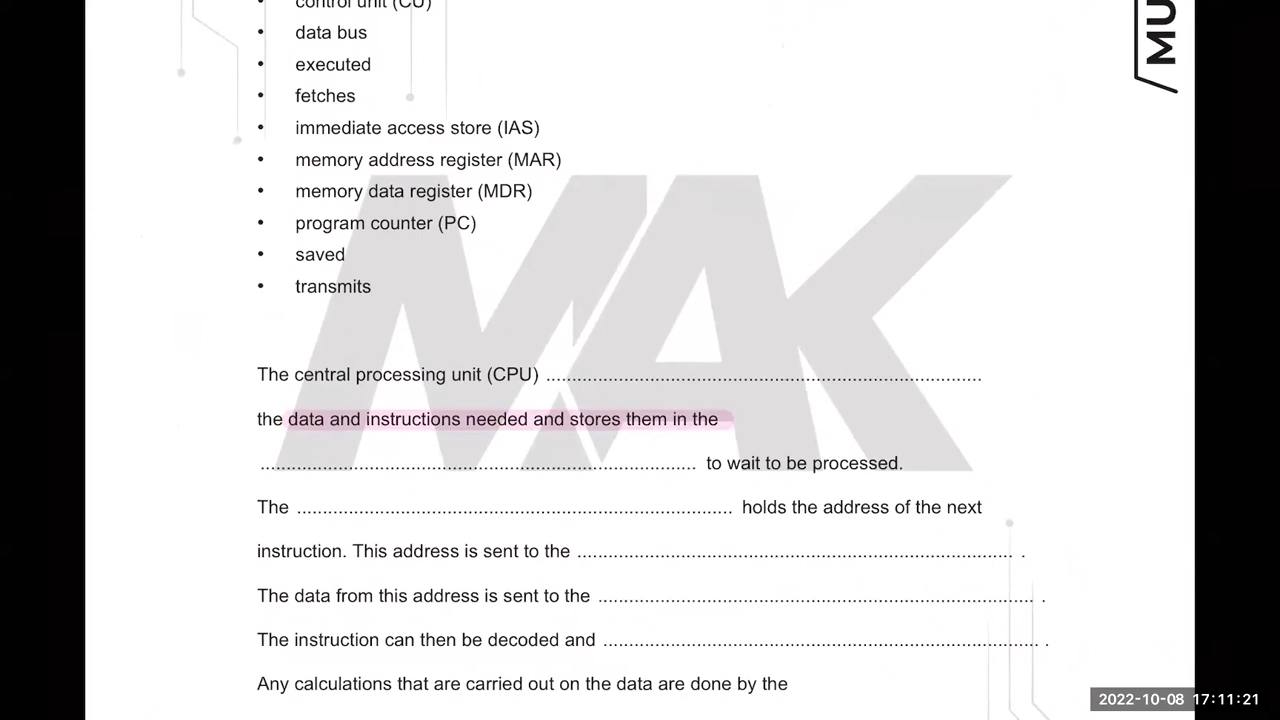 • control unit (CU)
• data bus
• executed
• fetches
• immediate access store (IAS)
• memory address register (MAR)
• memory data register (MDR)
• program counter (PC)
• saved
• transmits
MU
MAK
The central processing unit (CPU) ....................................................................................
the data and instructions needed and stores them in the
.................................................................................... to wait to be processed.
The .................................................................................... holds the address of the next
instruction. This address is sent to the .................................................................................... .
The data from this address is sent to the .................................................................................... .
The instruction can then be decoded and .................................................................................... .
Any calculations that are carried out on the data are done by the
2022-10-08 17:11:21